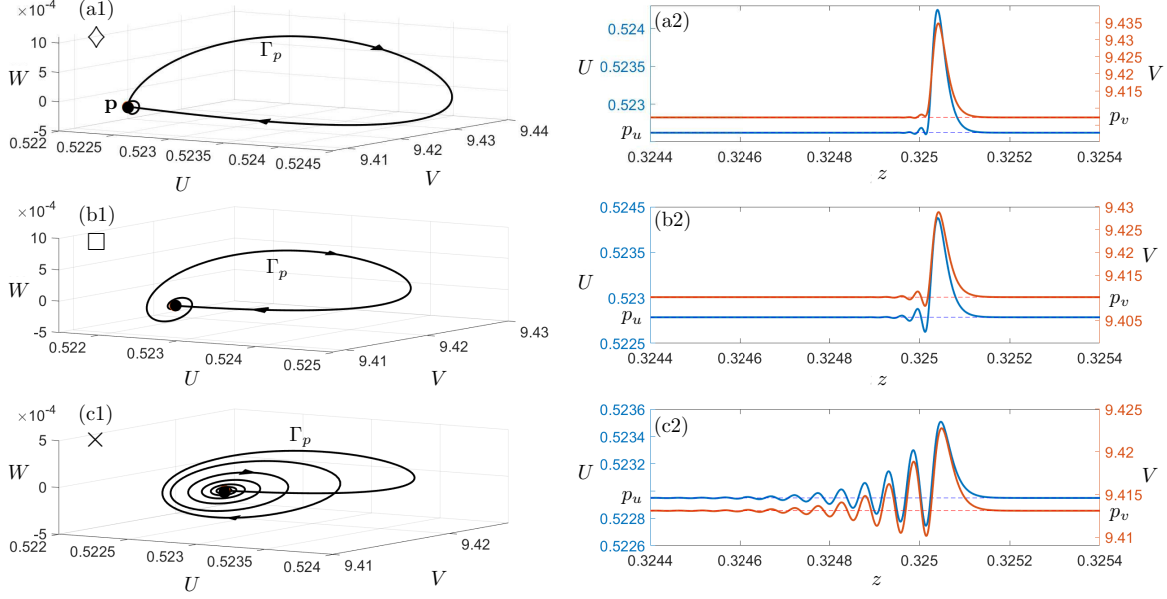 (a1)
×10⁻⁴
10
5
0
-5
W
p
Γₚ
0.522
0.5225
0.523
0.5235
0.524
0.5245
U
9.41
9.42
9.43
9.44
V
(a2)
0.524
0.5235
0.523
U
pᵤ
9.435
9.43
9.425
9.42
9.415
V
pᵥ
0.3244
0.3246
0.3248
0.325
0.3252
0.3254
z
(b1)
×10⁻⁴
10
5
0
-5
W
Γₚ
0.522
0.523
0.524
0.525
U
9.41
9.42
9.43
V
(b2)
0.5245
0.5235
0.523
0.5225
U
pᵤ
9.43
9.425
9.42
9.415
9.41
9.405
V
pᵥ
0.3244
0.3246
0.3248
0.325
0.3252
0.3254
z
(c1)
×10⁻⁴
5
0
-5
W
Γₚ
0.522
0.5225
0.523
0.5235
0.524
U
9.41
9.42
V
(c2)
0.5236
0.5234
0.5232
0.5230
0.5228
0.5226
U
pᵤ
9.425
9.42
9.415
9.41
V
pᵥ
0.3244
0.3246
0.3248
0.325
0.3252
0.3254
z